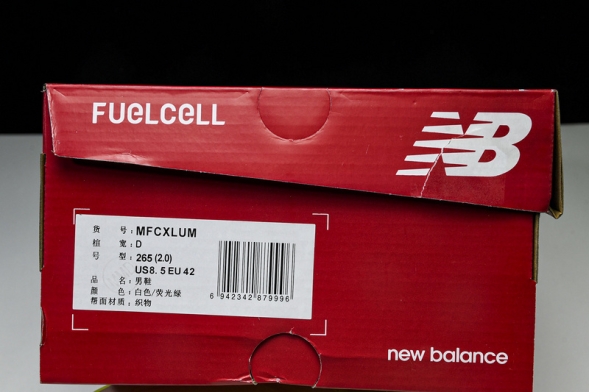 FUELCELL
NB
货 号: MFCXLUM
楦 宽: D
号 型: 265 (2.0)
US8.5 EU 42
品 名: 男鞋
颜 色: 白色/荧光绿
帮面材质: 织物
6 942342 879996
new balance